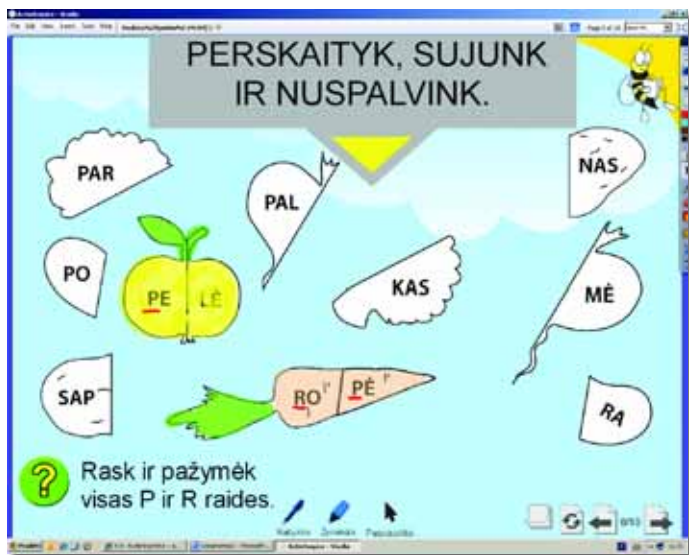 PERSKAITYK, SUJUNK
IR NUSPALVINK.
PAR
PAL
NAS
PO
PE LĖ
KAS
MĖ
SAP
RO PĖ
RA
Rask ir pažymėk
visas P ir R raides.